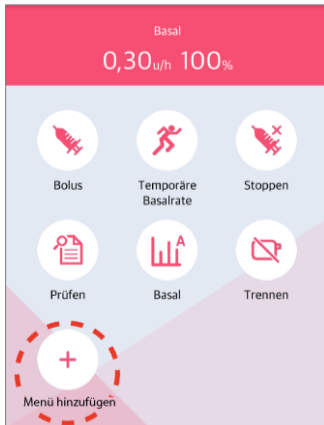 Basal
0,30u/h 100%
Bolus
Temporäre
Basalrate
Stoppen
Prüfen
A
Basal
Trennen
Menü hinzufügen